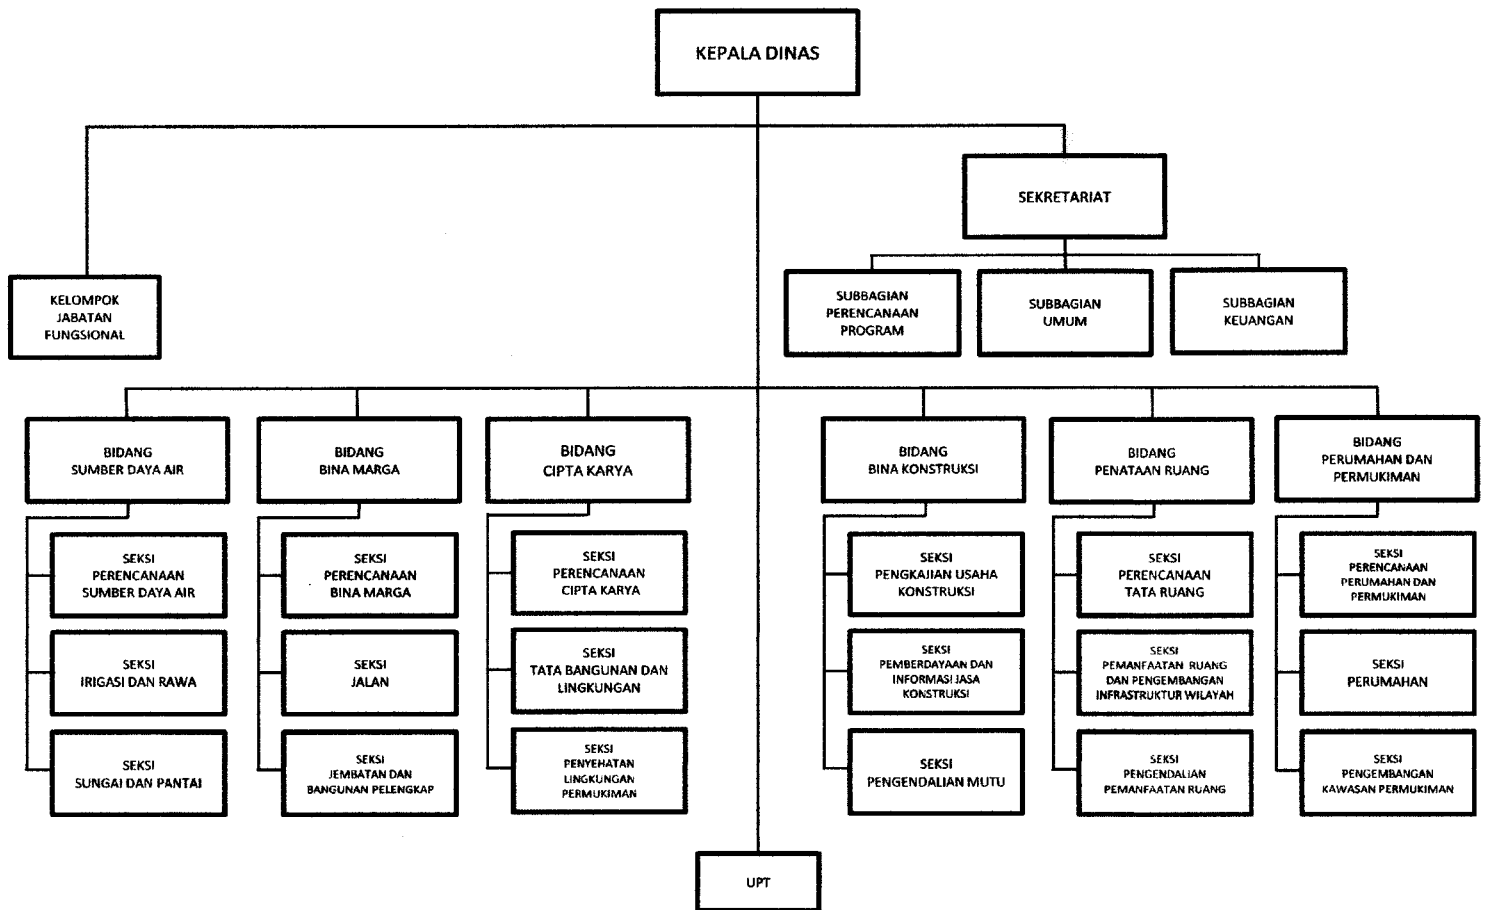 KEPALA DINAS
SEKRETARIAT
KELOMPOK
JABATAN
FUNGSIONAL
SUBBAGIAN
PERENCANAAN
PROGRAM
SUBBAGIAN
UMUM
SUBBAGIAN
KEUANGAN
BIDANG
SUMBER DAYA AIR
SEKSI
PERENCANAAN
SUMBER DAYA AIR
SEKSI
IRIGASI DAN RAWA
SEKSI
SUNGAI DAN PANTAI
BIDANG
BINA MARGA
SEKSI
PERENCANAAN
BINA MARGA
SEKSI
JALAN
SEKSI
JEMBATAN DAN
BANGUNAN PELENGKAP
BIDANG
CIPTA KARYA
SEKSI
PERENCANAAN
CIPTA KARYA
SEKSI
TATA BANGUNAN DAN
LINGKUNGAN
SEKSI
PENYEHATAN
LINGKUNGAN
PERMUKIMAN
BIDANG
BINA KONSTRUKSI
SEKSI
PENGKAJIAN USAHA
KONSTRUKSI
SEKSI
PEMBERDAYAAN DAN
INFORMASI JASA
KONSTRUKSI
SEKSI
PENGENDALIAN MUTU
BIDANG
PENATAAN RUANG
SEKSI
PERENCANAAN
TATA RUANG
SEKSI
PEMANFAATAN RUANG
DAN PENGEMBANGAN
INFRASTRUKTUR WILAYAH
SEKSI
PENGENDALIAN
PEMANFAATAN RUANG
BIDANG
PERUMAHAN DAN
PERMUKIMAN
SEKSI
PERENCANAAN
PERUMAHAN DAN
PERMUKIMAN
SEKSI
PERUMAHAN
SEKSI
PENGEMBANGAN
KAWASAN PERMUKIMAN
UPT